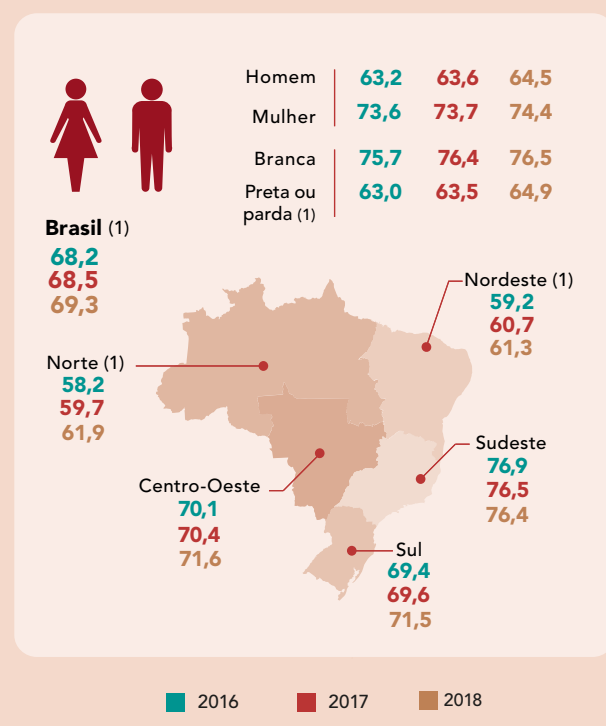 Homem 63,2 63,6 64,5
Mulher 73,6 73,7 74,4
Branca 75,7 76,4 76,5
Preta ou
parda (1) 63,0 63,5 64,9
Brasil (1)
68,2
68,5
69,3
Nordeste (1)
59,2
60,7
61,3
Norte (1)
58,2
59,7
61,9
Sudeste
76,9
76,5
76,4
Centro-Oeste
70,1
70,4
71,6
Sul
69,4
69,6
71,5
2016 2017 2018